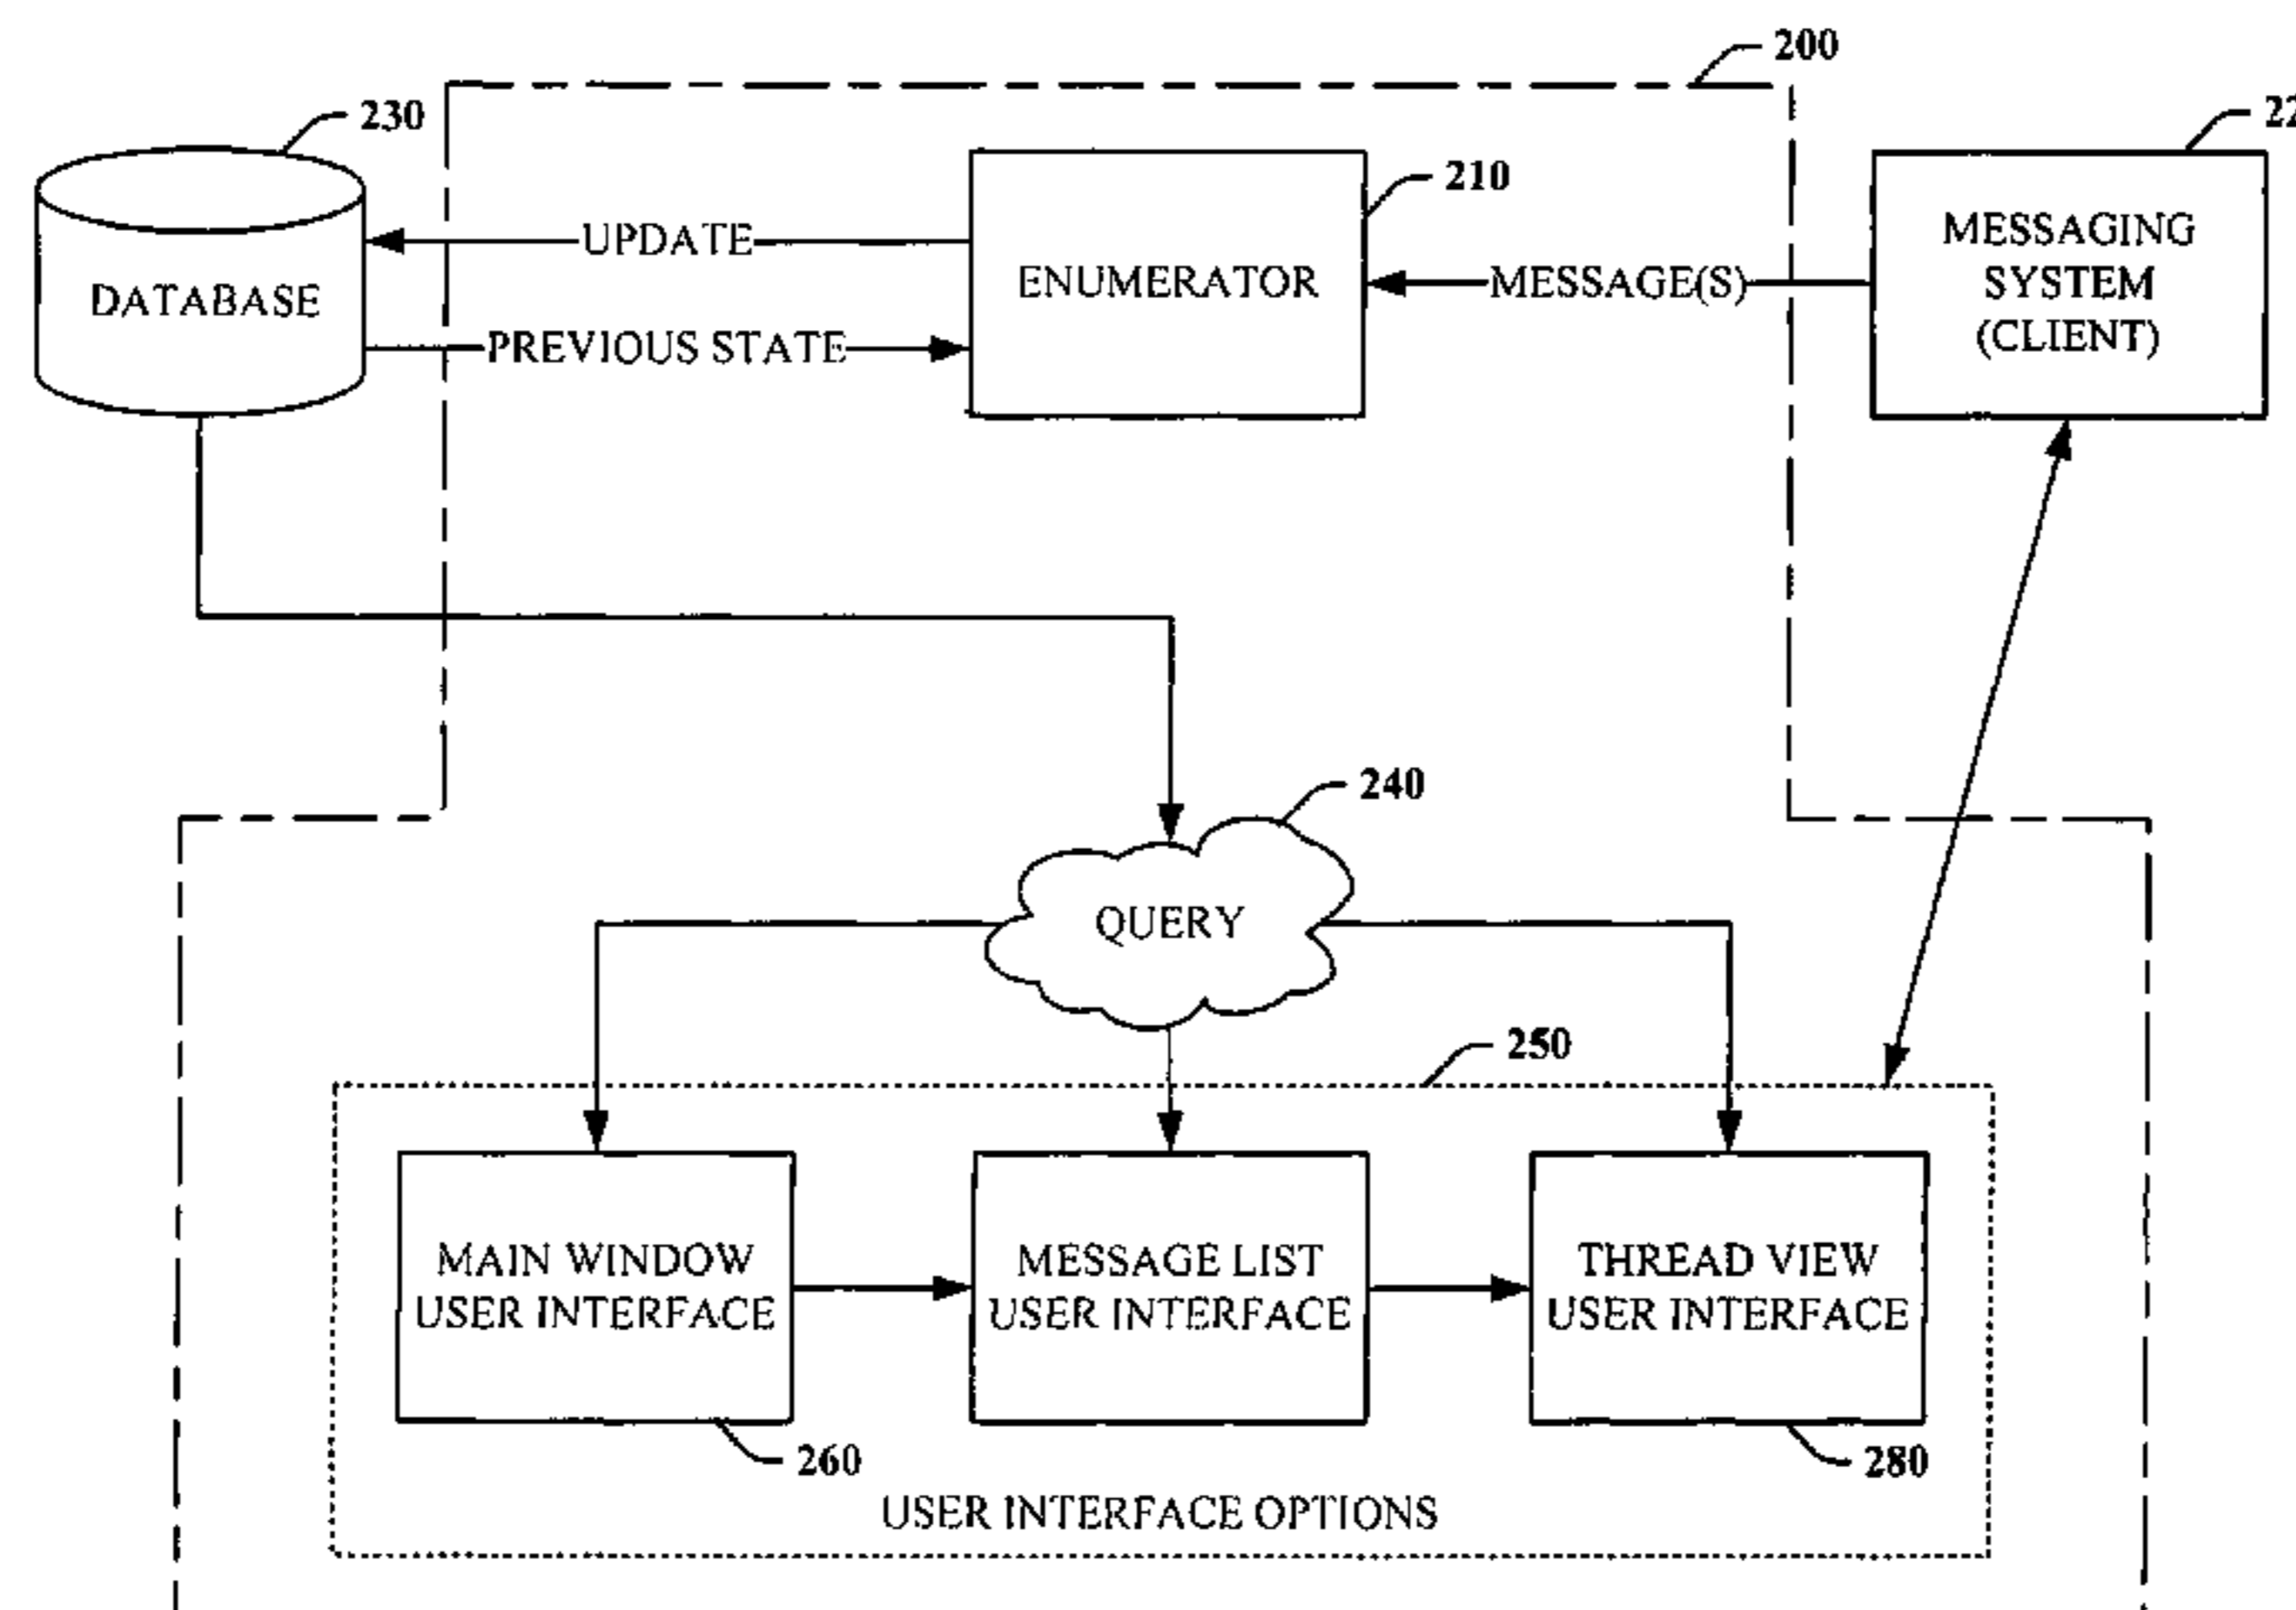 200
230
22
210
MESSAGING
SYSTEM
(CLIENT)
UPDATE
ENUMERATOR
MESSAGE(S)
DATABASE
PREVIOUS STATE
240
QUERY
250
MAIN WINDOW
USER INTERFACE
MESSAGE LIST
USER INTERFACE
THREAD VIEW
USER INTERFACE
260
280
USER INTERFACE OPTIONS